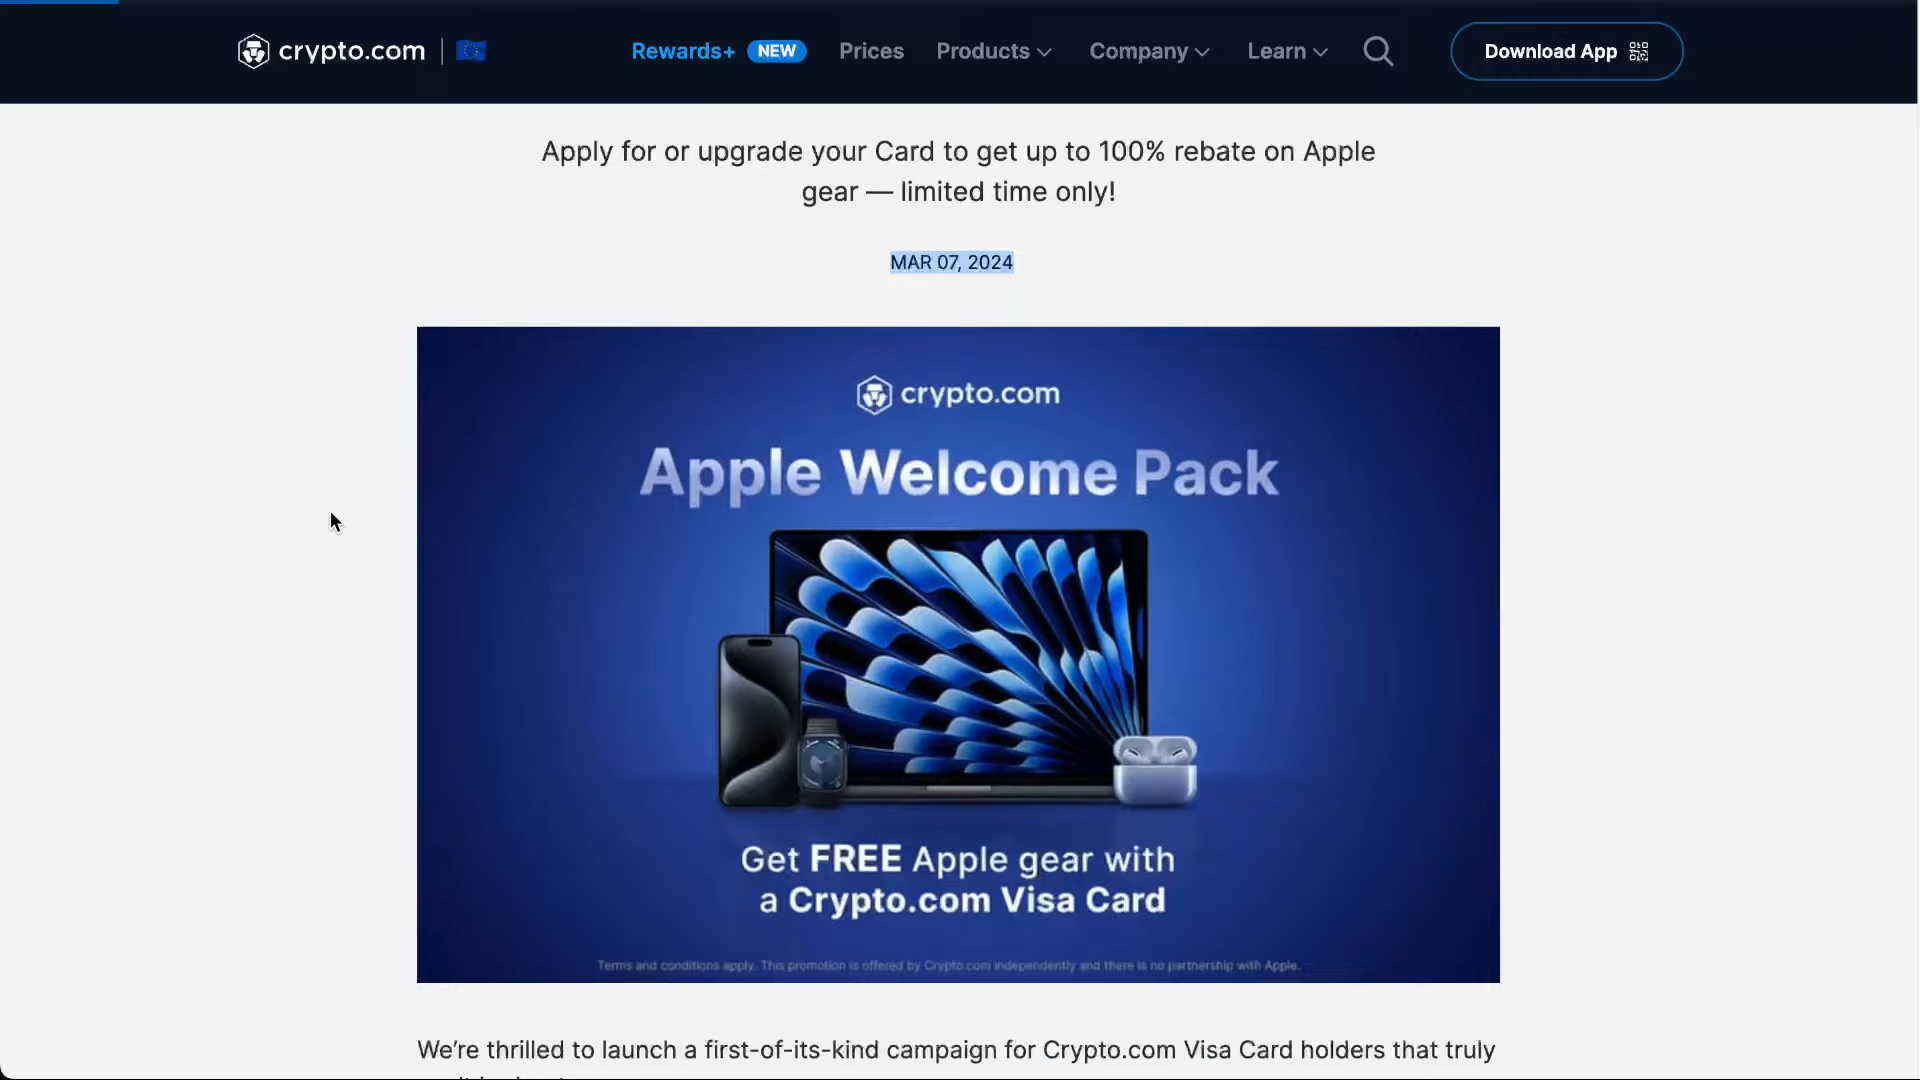 crypto.com
Rewards+ NEW Prices Products Company Learn Download App
Apply for or upgrade your Card to get up to 100% rebate on Apple
gear — limited time only!
MAR 07, 2024
crypto.com
Apple Welcome Pack
Get FREE Apple gear with
a Crypto.com Visa Card
Terms and conditions apply. This promotion is offered by Crypto.com independently and there is no partnership with Apple.
We’re thrilled to launch a first-of-its-kind campaign for Crypto.com Visa Card holders that truly